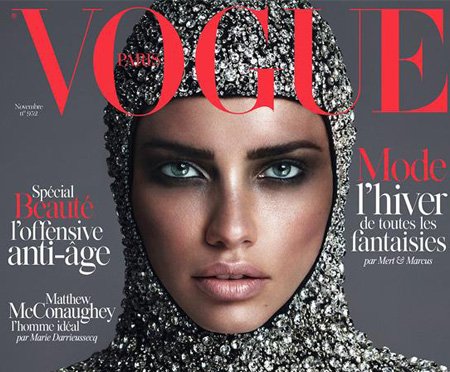 VOGUE
PARIS
Novembre
nº 952
Spécial
Beauté
l'offensive
anti-âge
Matthew
McConaughey
l'homme idéal
par Marie Darrieussecq
Mode
l'hiver
de toutes les
fantaisies
par Mert & Marcus